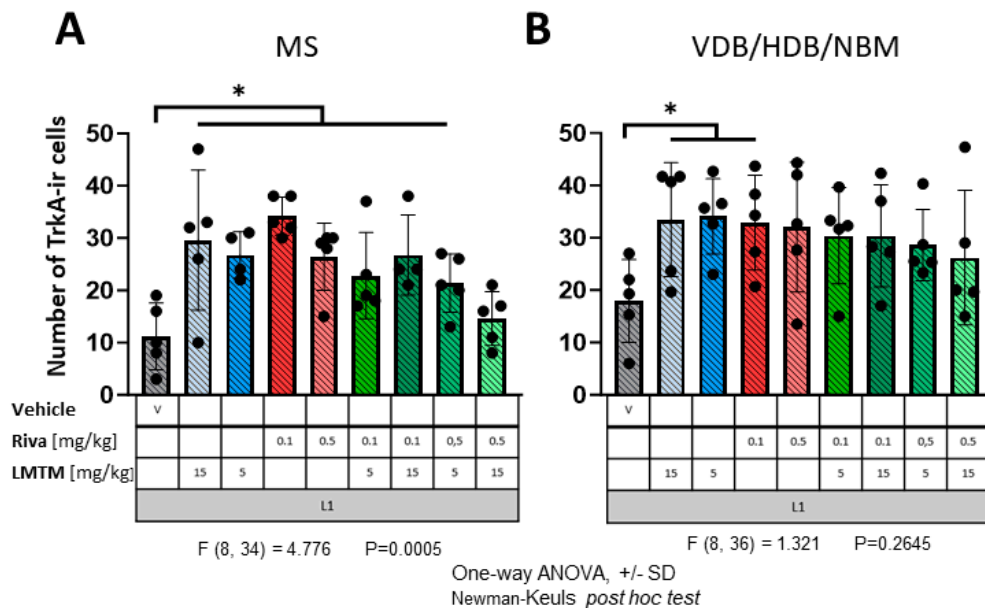 A
MS
*
Number of TrkA-ir cells
50
40
30
20
10
0
Vehicle V
Riva [mg/kg] 0.1 0.5 0.1 0.1 0,5 0.5
LMTM [mg/kg] 15 5 5 15 5 15
L1
F (8, 34) = 4.776 P=0.0005
B
VDB/HDB/NBM
*
50
40
30
20
10
0
V
0.1 0.5 0.1 0.1 0,5 0.5
15 5 5 15 5 15
L1
F (8, 36) = 1.321 P=0.2645
One-way ANOVA, +/- SD
Newman-Keuls post hoc test